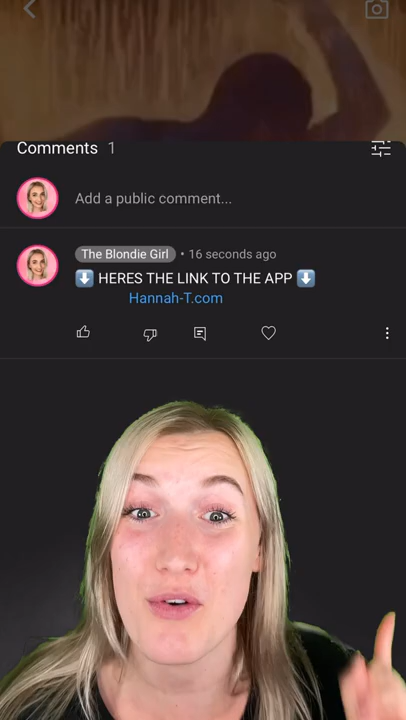 Comments 1
Add a public comment...
The Blondie Girl • 16 seconds ago
⬇️ HERES THE LINK TO THE APP ⬇️
Hannah-T.com